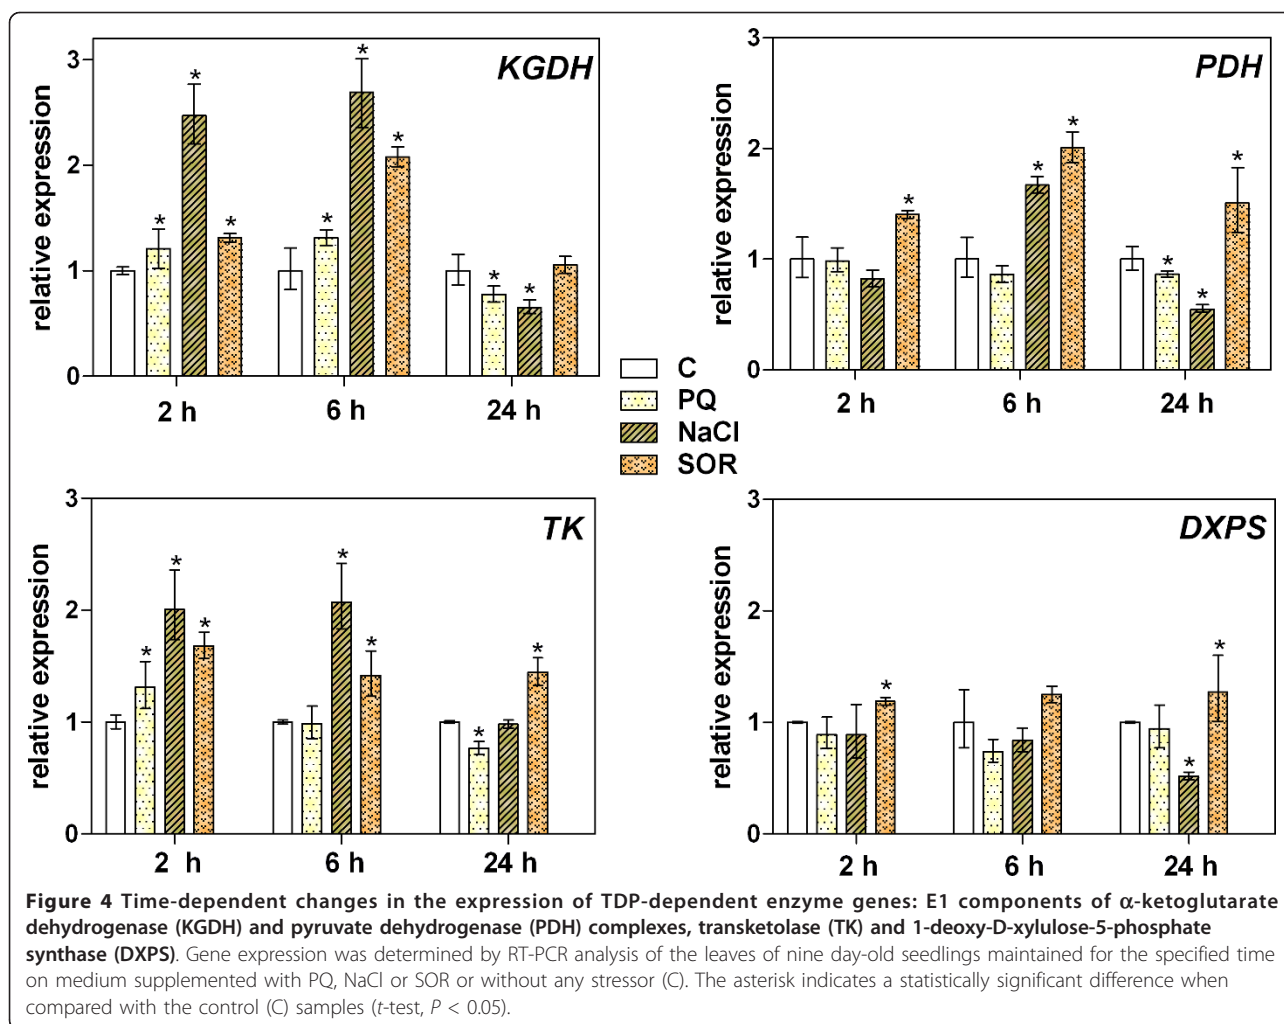 KGDH
relative expression
3
2
1
0
* * * * * * * *
2 h 6 h 24 h
PDH
relative expression
3
2
1
0
* * * * * *
2 h 6 h 24 h
C
PQ
NaCl
SOR
TK
relative expression
3
2
1
0
* * * * * * *
2 h 6 h 24 h
DXPS
relative expression
3
2
1
0
* * *
2 h 6 h 24 h
Figure 4 Time-dependent changes in the expression of TDP-dependent enzyme genes: E1 components of α-ketoglutarate
dehydrogenase (KGDH) and pyruvate dehydrogenase (PDH) complexes, transketolase (TK) and 1-deoxy-D-xylulose-5-phosphate
synthase (DXPS). Gene expression was determined by RT-PCR analysis of the leaves of nine day-old seedlings maintained for the specified time
on medium supplemented with PQ, NaCl or SOR or without any stressor (C). The asterisk indicates a statistically significant difference when
compared with the control (C) samples (t-test, P < 0.05).